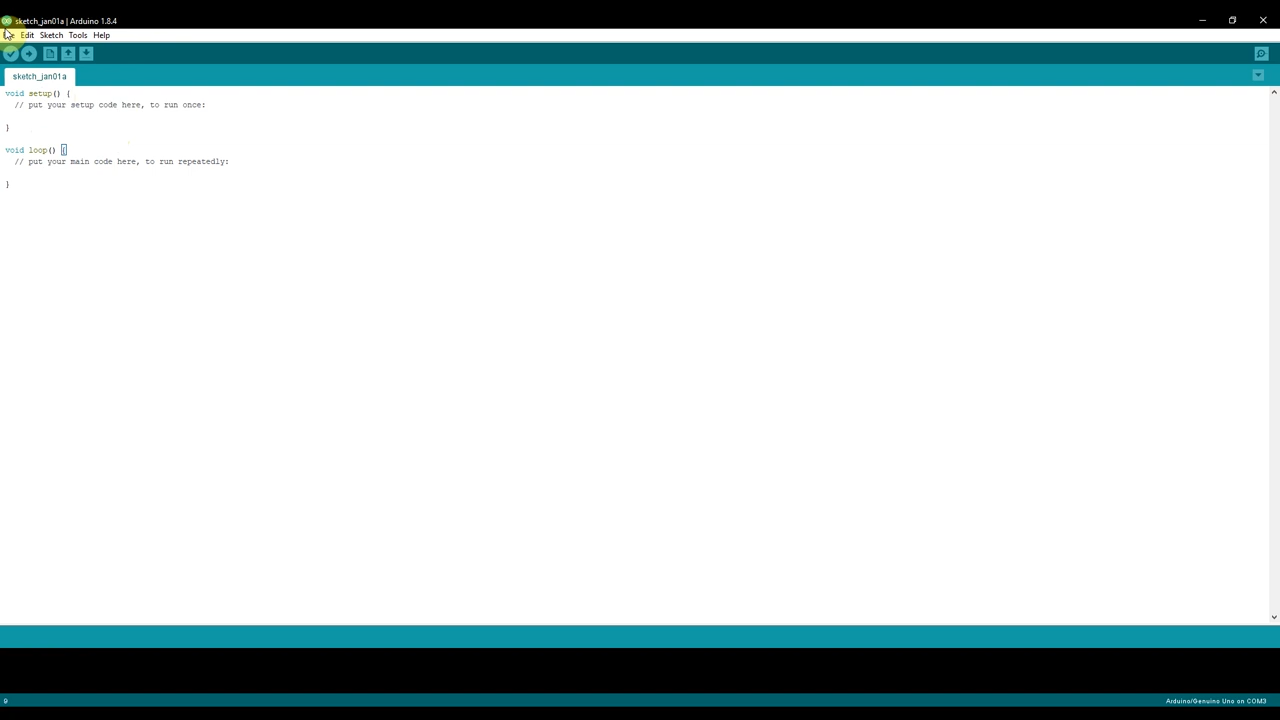 sketch_jan01a | Arduino 1.8.4
Edit Sketch Tools Help
sketch_jan01a
void setup() {
// put your setup code here, to run once:
}
void loop() {
// put your main code here, to run repeatedly:
}
9 Arduino/Genuino Uno on COM3